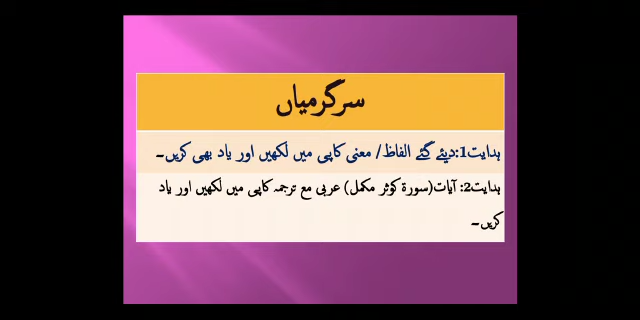 سرگرمیاں
ہدایت1:دیئے گئے الفاظ/ معنی کاپی میں لکھیں اور یاد بھی کریں۔
ہدایت2: آیات(سورۃ کوثر مکمل) عربی مع ترجمہ کاپی میں لکھیں اور یاد
کریں۔